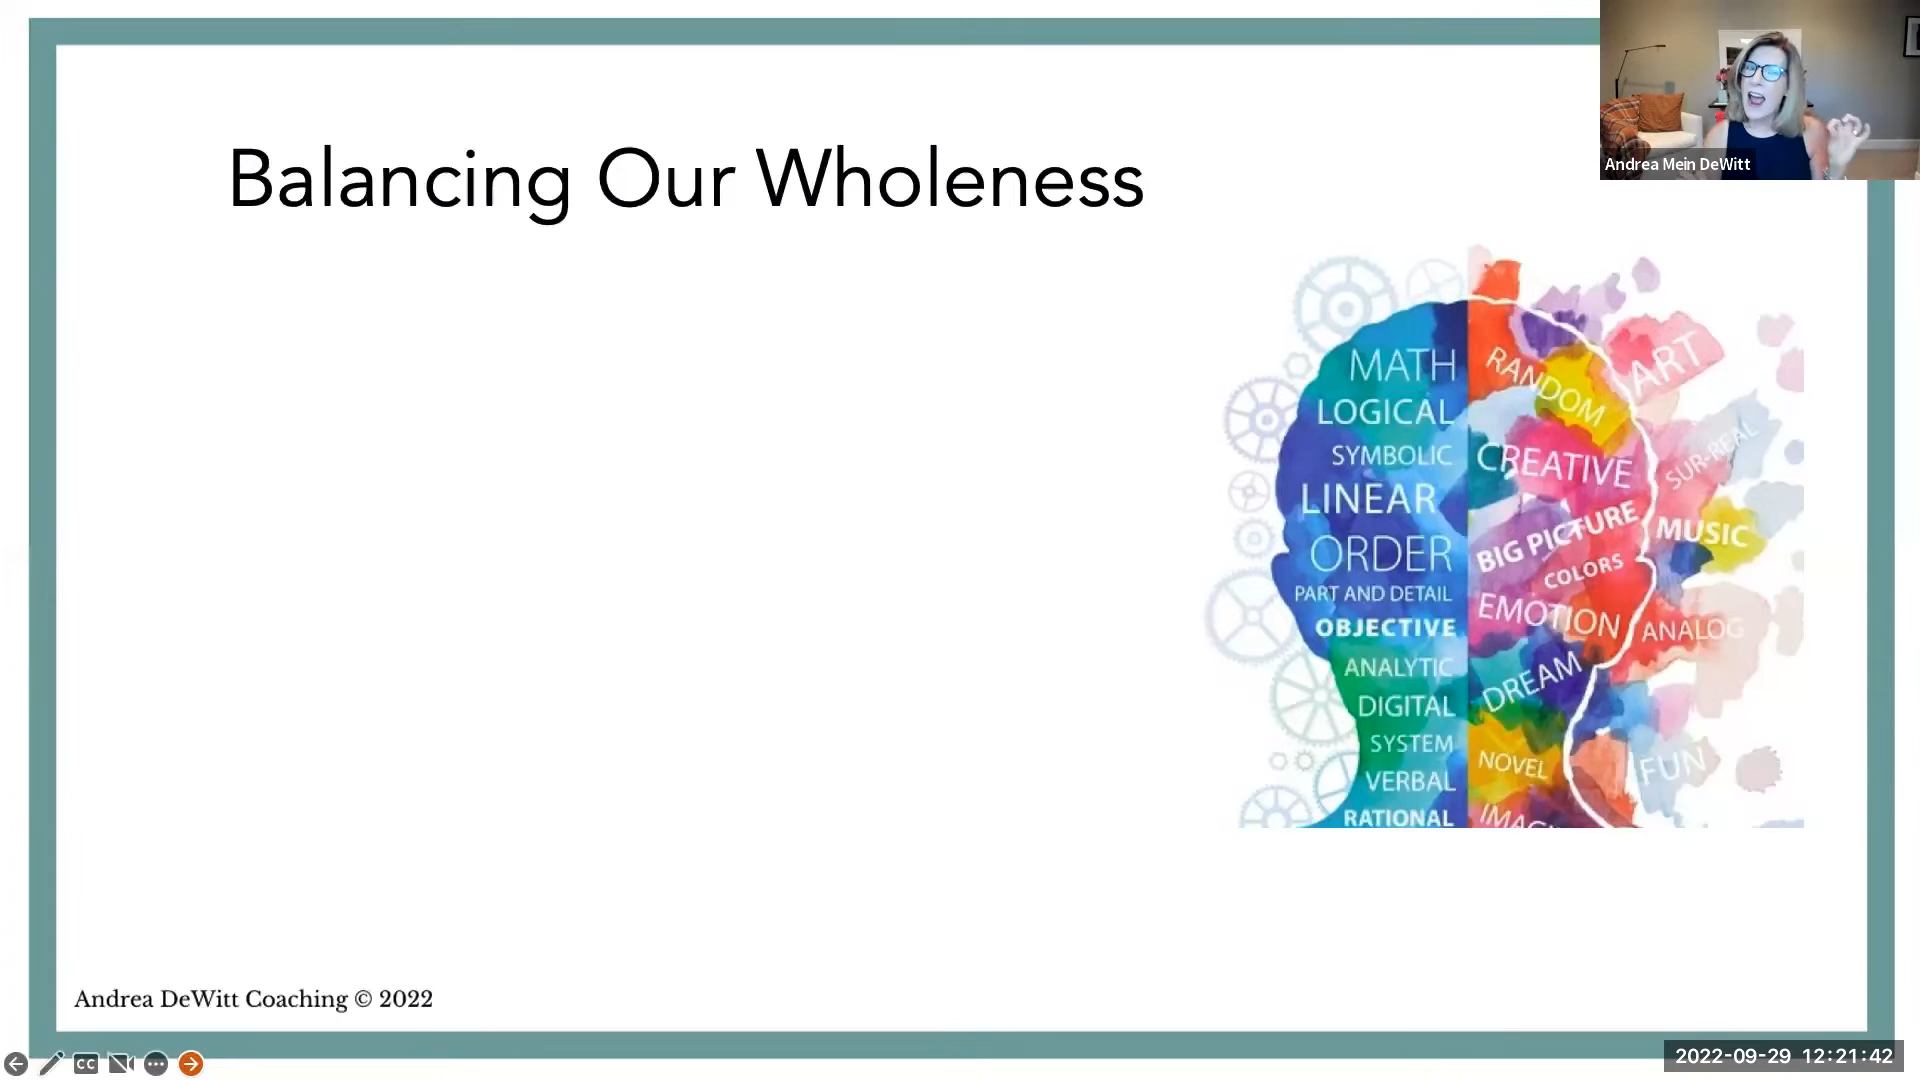 Balancing Our Wholeness
Andrea Mein DeWitt
MATH
LOGICAL
SYMBOLIC
LINEAR
ORDER
PART AND DETAIL
OBJECTIVE
ANALYTIC
DIGITAL
SYSTEM
VERBAL
RATIONAL
RANDOM
ART
CREATIVE
SUR-REAL
BIG PICTURE
MUSIC
COLORS
EMOTION
ANALOG
DREAM
NOVEL
FUN
Andrea DeWitt Coaching © 2022
CC
2022-09-29 12:21:42